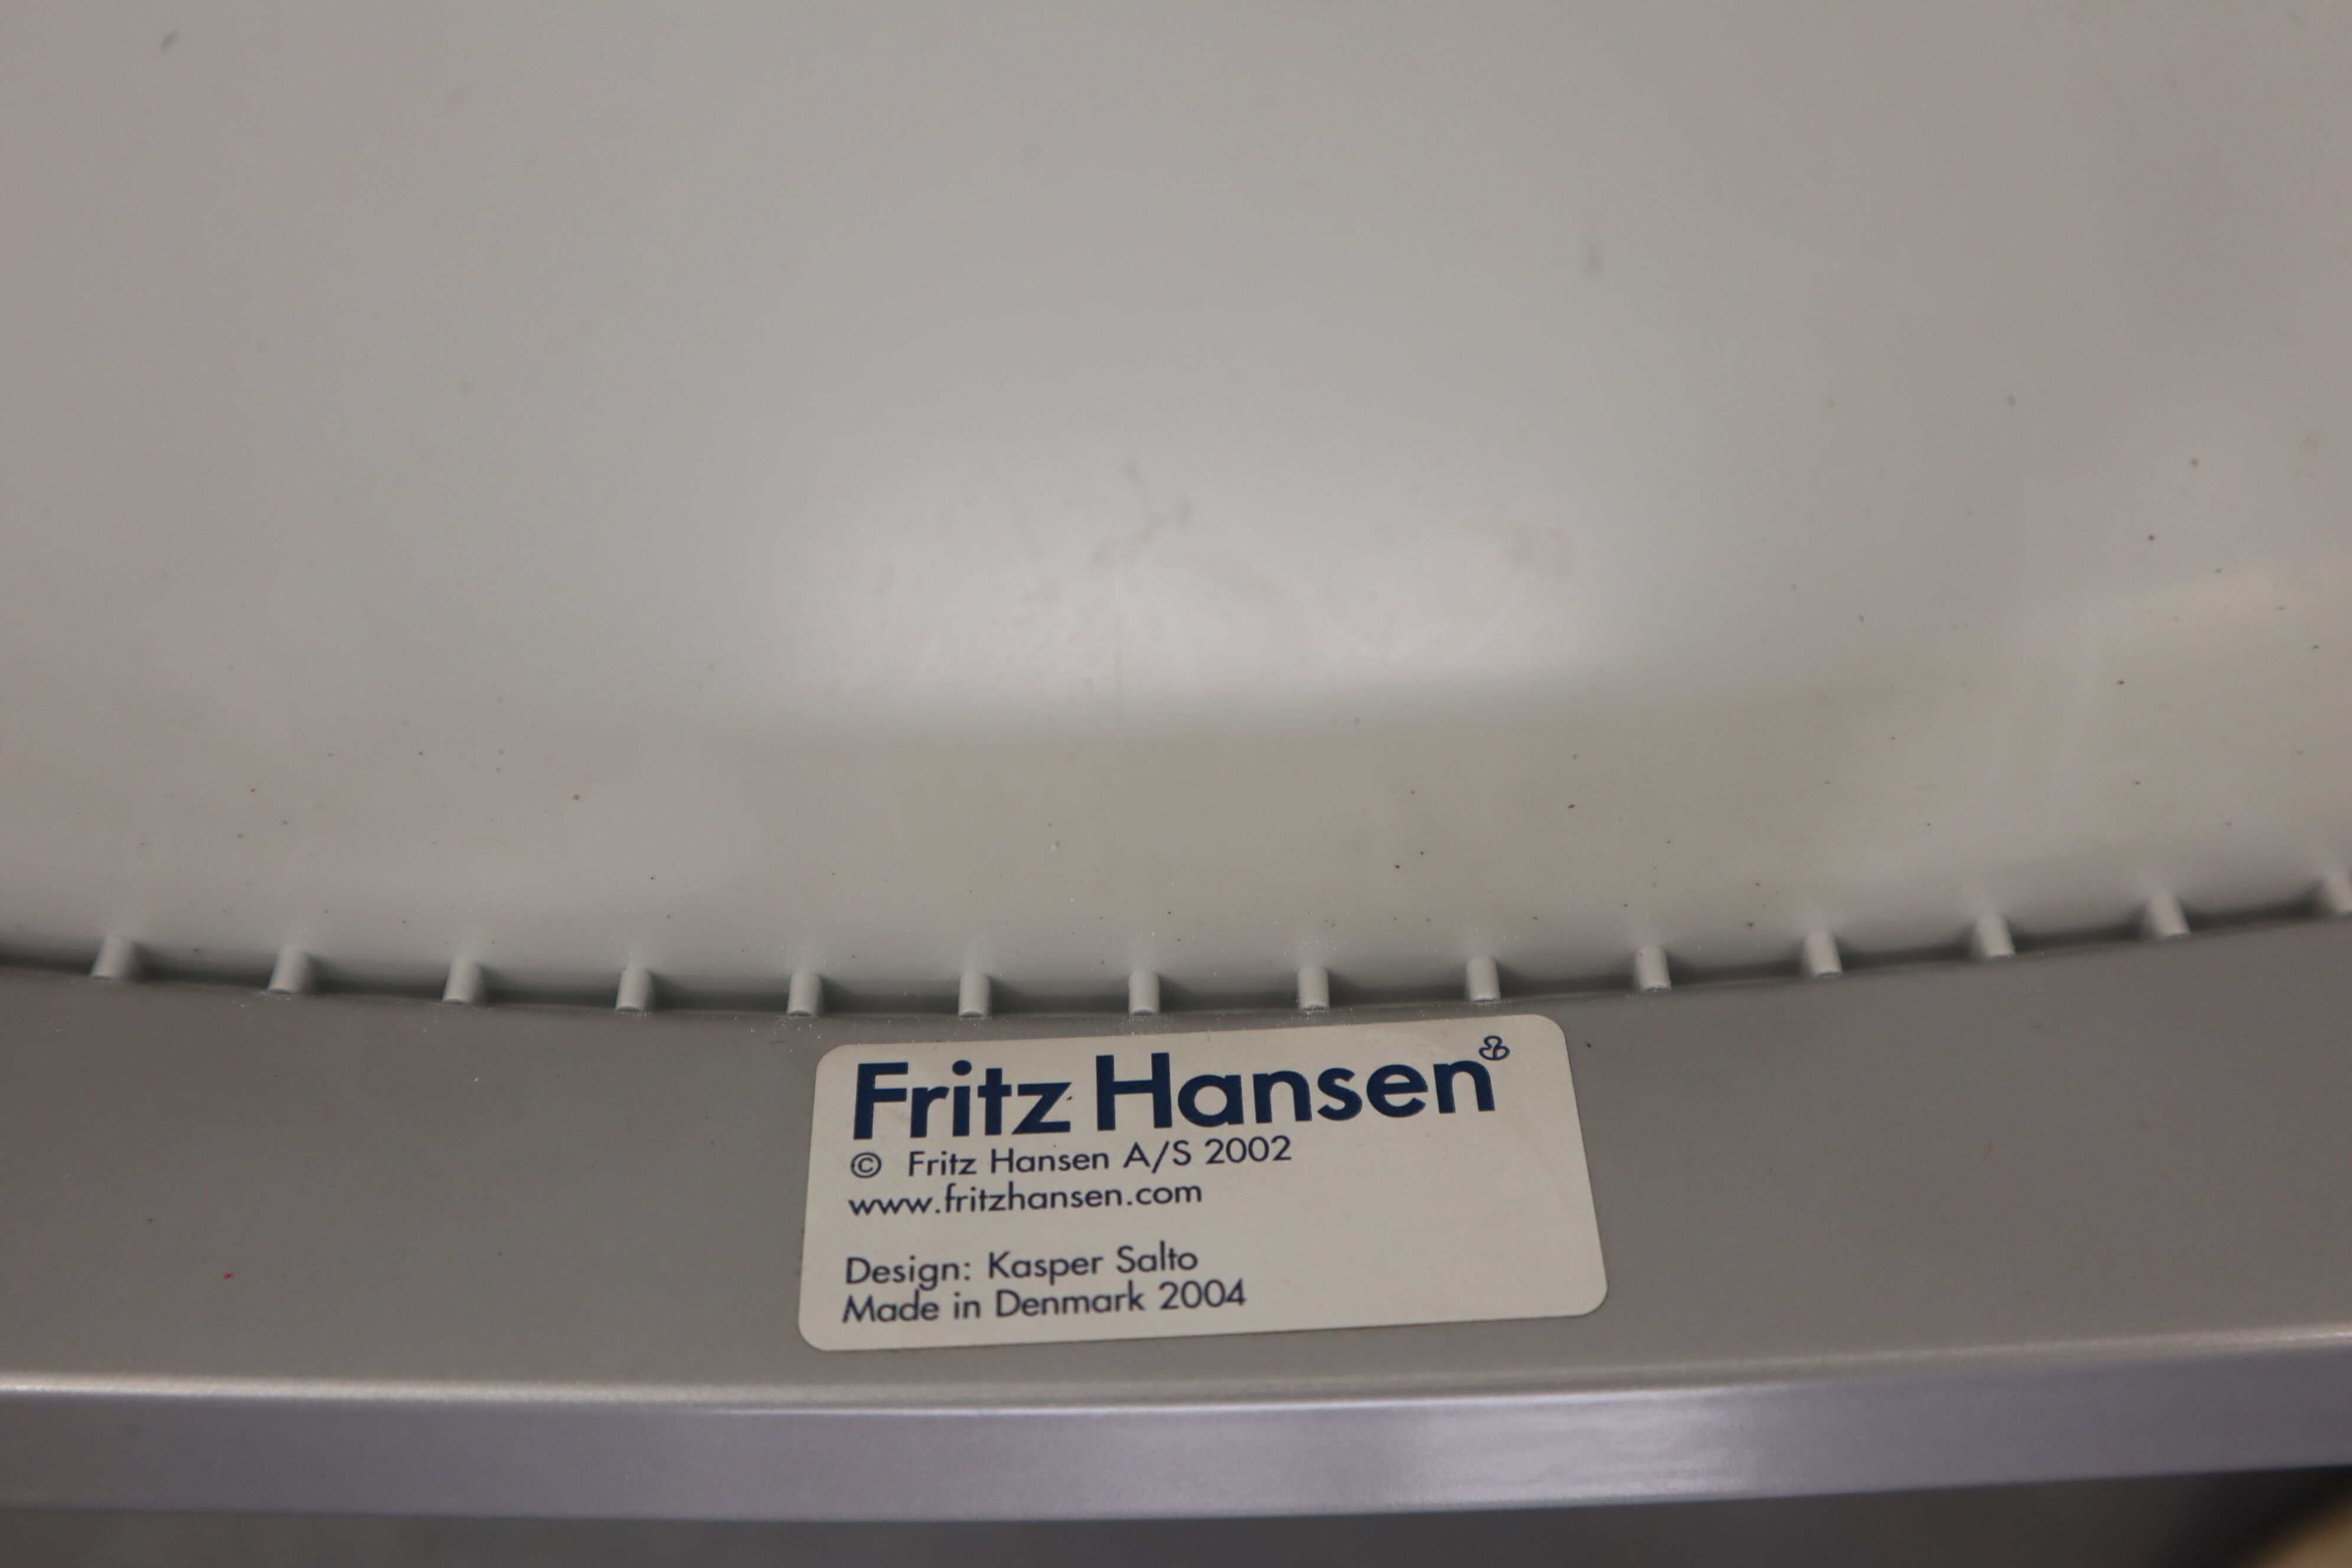 Fritz Hansen
© Fritz Hansen A/S 2002
www.fritzhansen.com
Design: Kasper Salto
Made in Denmark 2004